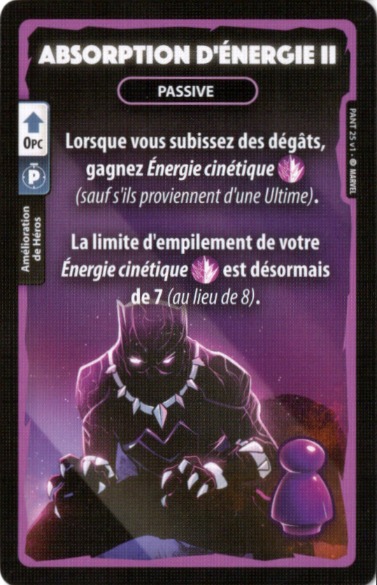 ABSORPTION D'ÉNERGIE II
PASSIVE
0PC
P
Amélioration
de Héros
PANT 25 v1 - © MARVEL
Lorsque vous subissez des dégâts,
gagnez Énergie cinétique
(sauf s'ils proviennent d'une Ultime).
La limite d'empilement de votre
Énergie cinétique est désormais
de 7 (au lieu de 8).